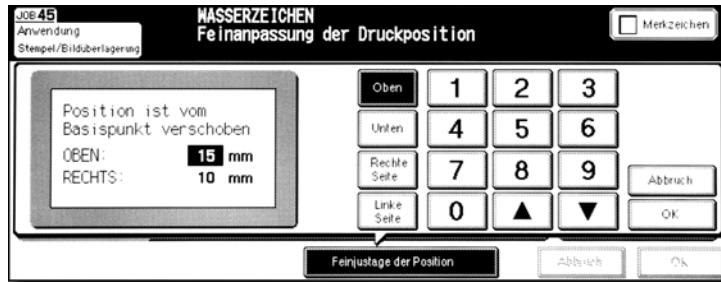 JOB 45
Anwendung
Stempel/Bildüberlagerung
WASSERZEICHEN
Feinanpassung der Druckposition
Merkzeichen
Position ist vom
Basispunkt verschoben
OBEN: 15 mm
RECHTS: 10 mm
Oben 1 2 3
Unten 4 5 6
Rechte
Seite
7 8 9
Linke
Seite
0 ▲ ▼
Abbruch
OK
Feinjustage der Position
Abbruch
OK